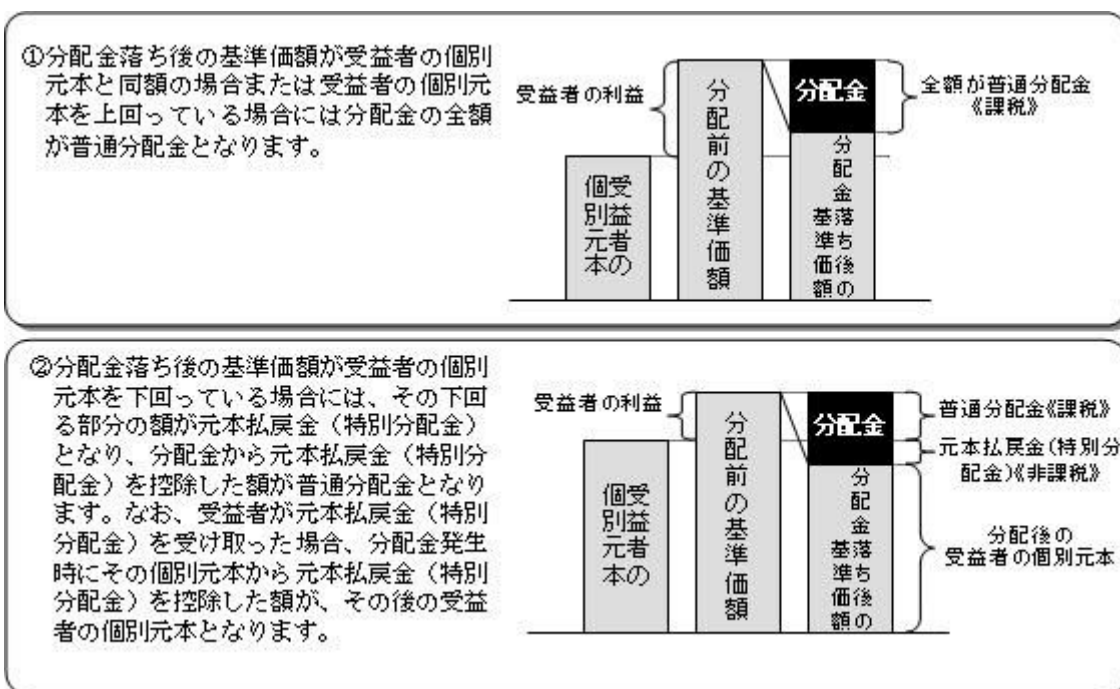 ①分配金落ち後の基準価額が受益者の個別
元本と同額の場合または受益者の個別元
本を上回っている場合には分配金の全額
が普通分配金となります。
受益者の利益
受益者の
個別元本
分配前の基準価額
分配金
分配金落ち後の
基準価額
全額が普通分配金
《課税》
②分配金落ち後の基準価額が受益者の個別
元本を下回っている場合には、その下回
る部分の額が元本払戻金（特別分配金）
となり、分配金から元本払戻金（特別分
配金）を控除した額が普通分配金となり
ます。なお、受益者が元本払戻金（特別
分配金）を受け取った場合、分配金発生
時にその個別元本から元本払戻金（特別
分配金）を控除した額が、その後の受益
者の個別元本となります。
受益者の利益
受益者の
個別元本
分配前の基準価額
分配金
分配金落ち後の
基準価額
普通分配金《課税》
元本払戻金(特別分
配金)《非課税》
分配後の
受益者の個別元本